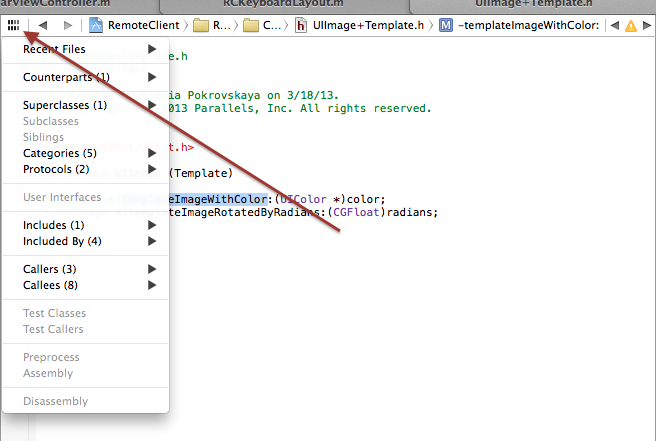 arViewController.m
RCKeyboardLayout.m
UIImage+Template.h
RemoteClient
R...
C...
h UIImage+Template.h
M -templateImageWithColor:
Recent Files
Counterparts (1)
Superclasses (1)
Subclasses
Siblings
Categories (5)
Protocols (2)
User Interfaces
Includes (1)
Included By (4)
Callers (3)
Callees (8)
Test Classes
Test Callers
Preprocess
Assembly
Disassembly
e.h
ia Pokrovskaya on 3/18/13.
013 Parallels, Inc. All rights reserved.
t.h>
(Template)
ateImageWithColor:(UIColor *)color;
ateImageRotatedByRadians:(CGFloat)radians;